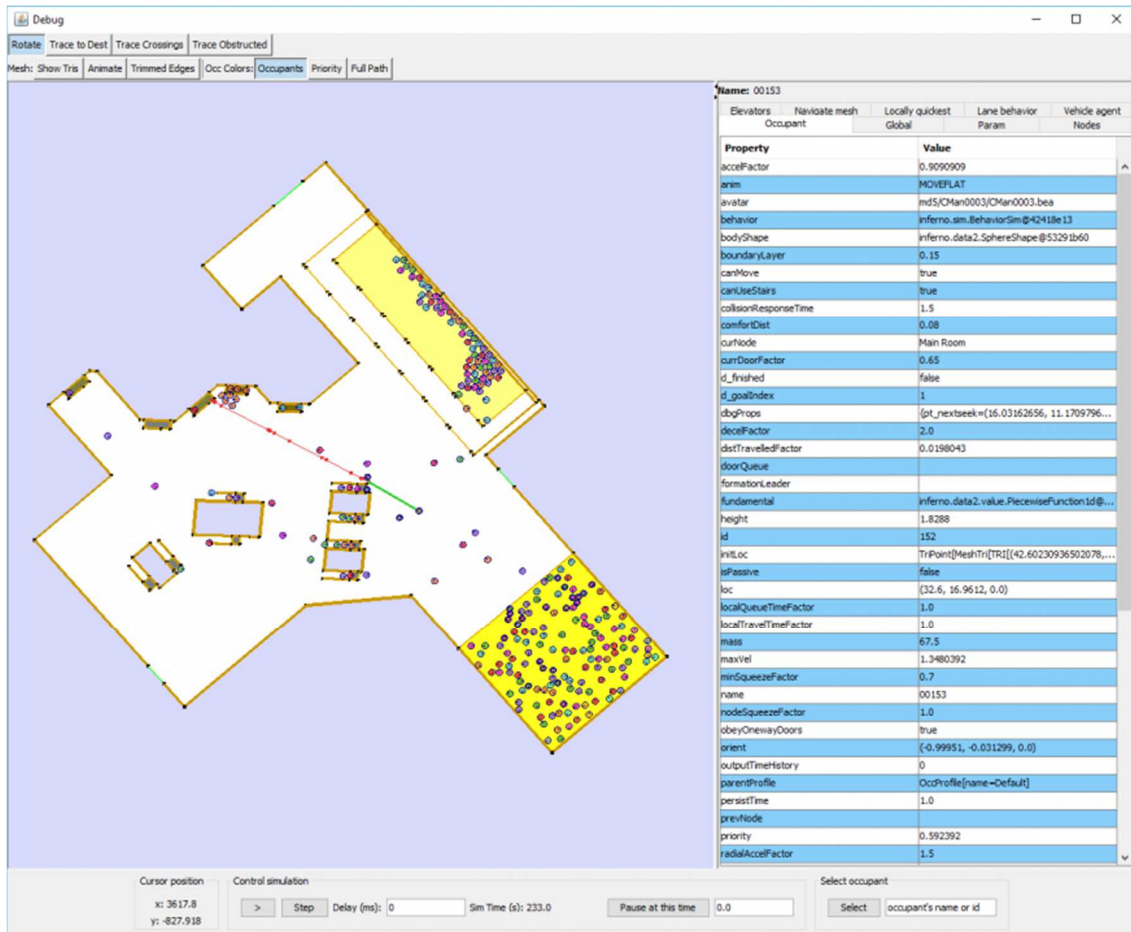 Debug
Rotate Trace to Dest Trace Crossings Trace Obstructed
Mesh: Show Tris Animate Trimmed Edges Occ Colors: Occupants Priority Full Path
Name: 00153
Elevators Navigate mesh Locally quickest Lane behavior Vehicle agent
Occupant Global Param Nodes
Property Value
accelFactor 0.9090909
anim MOVEFLAT
avatar md5/CMan0003/CMan0003.bea
behavior inferno.sim.BehaviorSim@42418e13
bodyShape inferno.data2.SphereShape@53291b60
boundaryLayer 0.15
canMove true
canUseStairs true
collisionResponseTime 1.5
comfortDist 0.08
curNode Main Room
currDoorFactor 0.65
d_finished false
d_goalIndex 1
dbgProps {pt_nextseek=(16.03162656, 11.1709796...
decelFactor 2.0
distTravelledFactor 0.0198043
doorQueue
formationLeader
fundamental inferno.data2.value.PiecewiseFunction1d@...
height 1.8288
id 152
initLoc TriPoint[MeshTri[TRI[(42.60230936502078,...
isPassive false
loc (32.6, 16.9612, 0.0)
localQueueTimeFactor 1.0
localTravelTimeFactor 1.0
mass 67.5
maxVel 1.3480392
minSqueezeFactor 0.7
name 00153
nodeSqueezeFactor 1.0
obeyOnewayDoors true
orient (-0.99951, -0.031299, 0.0)
outputTimeHistory 0
parentProfile OccProfile[name=Default]
persistTime 1.0
prevNode
priority 0.592392
radialAccelFactor 1.5
Cursor position Control simulation Select occupant
x: 3617.8
y: -827.918
> Step Delay (ms): 0 Sim Time (s): 233.0 Pause at this time 0.0 Select occupant's name or id